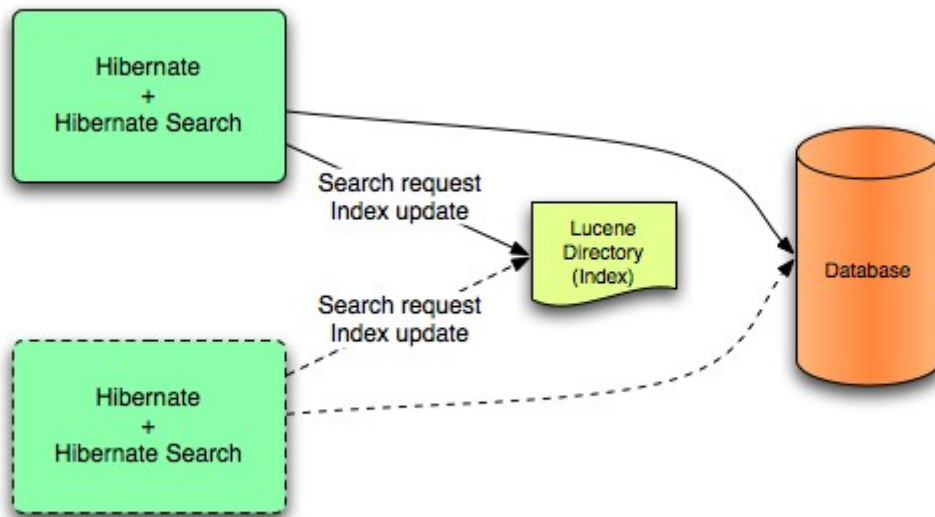 Hibernate
+
Hibernate Search
Search request
Index update
Lucene
Directory
(Index)
Database
Search request
Index update
Hibernate
+
Hibernate Search